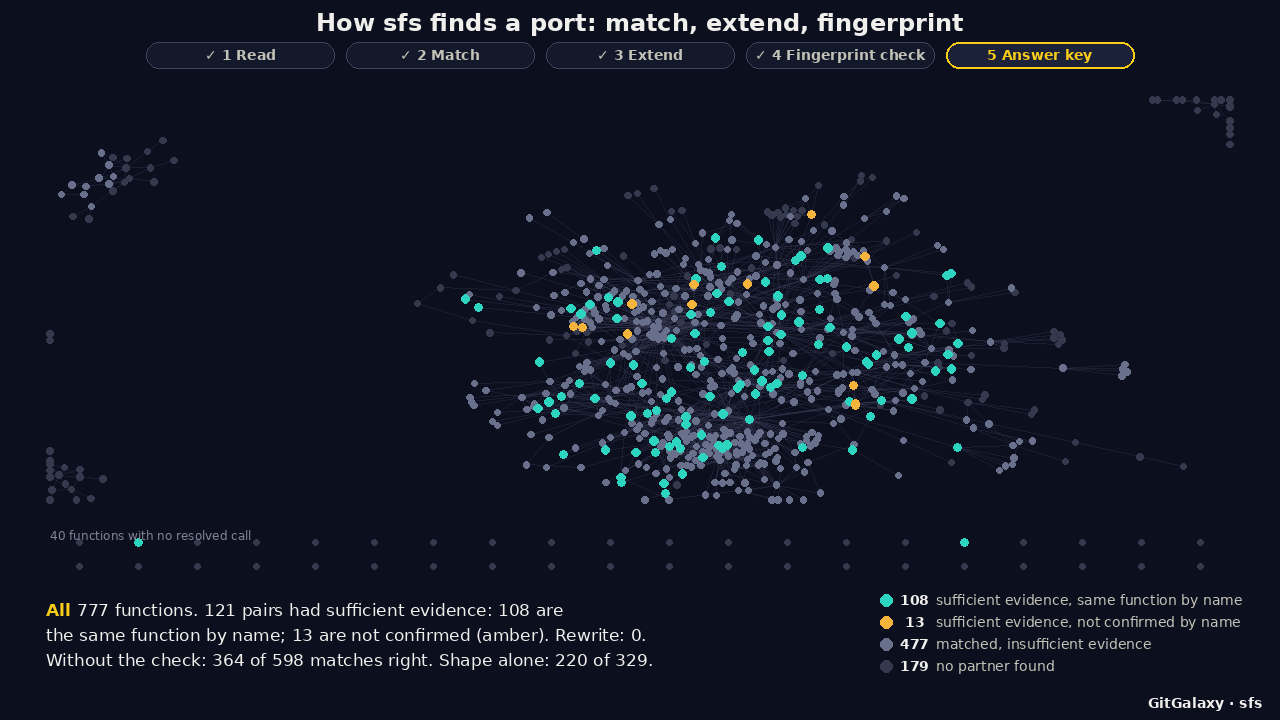 How sfs finds a port: match, extend, fingerprint
✓ 1 Read
✓ 2 Match
✓ 3 Extend
✓ 4 Fingerprint check
5 Answer key
40 functions with no resolved call
All 777 functions. 121 pairs had sufficient evidence: 108 are
the same function by name; 13 are not confirmed (amber). Rewrite: 0.
Without the check: 364 of 598 matches right. Shape alone: 220 of 329.
108 sufficient evidence, same function by name
13 sufficient evidence, not confirmed by name
477 matched, insufficient evidence
179 no partner found
GitGalaxy · sfs